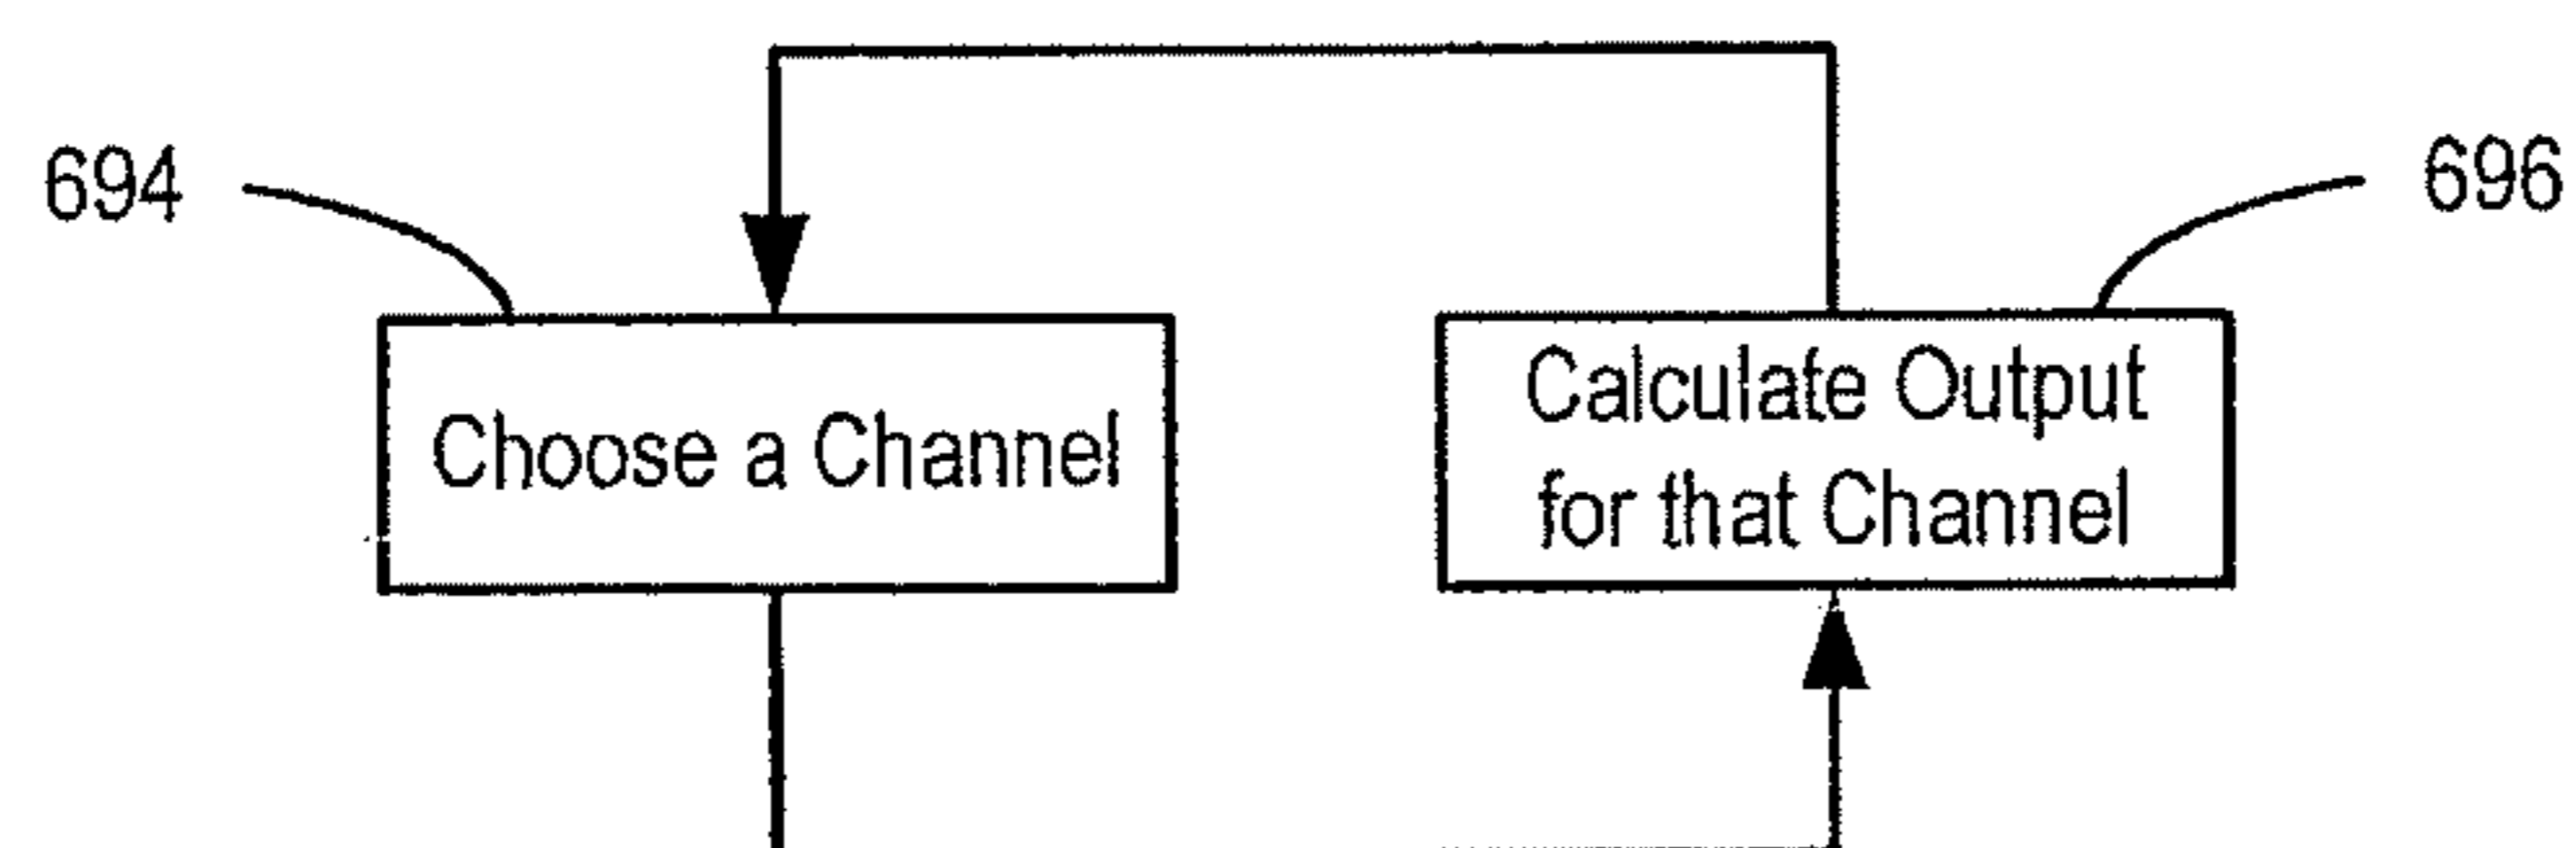 694
696
Choose a Channel
Calculate Output
for that Channel